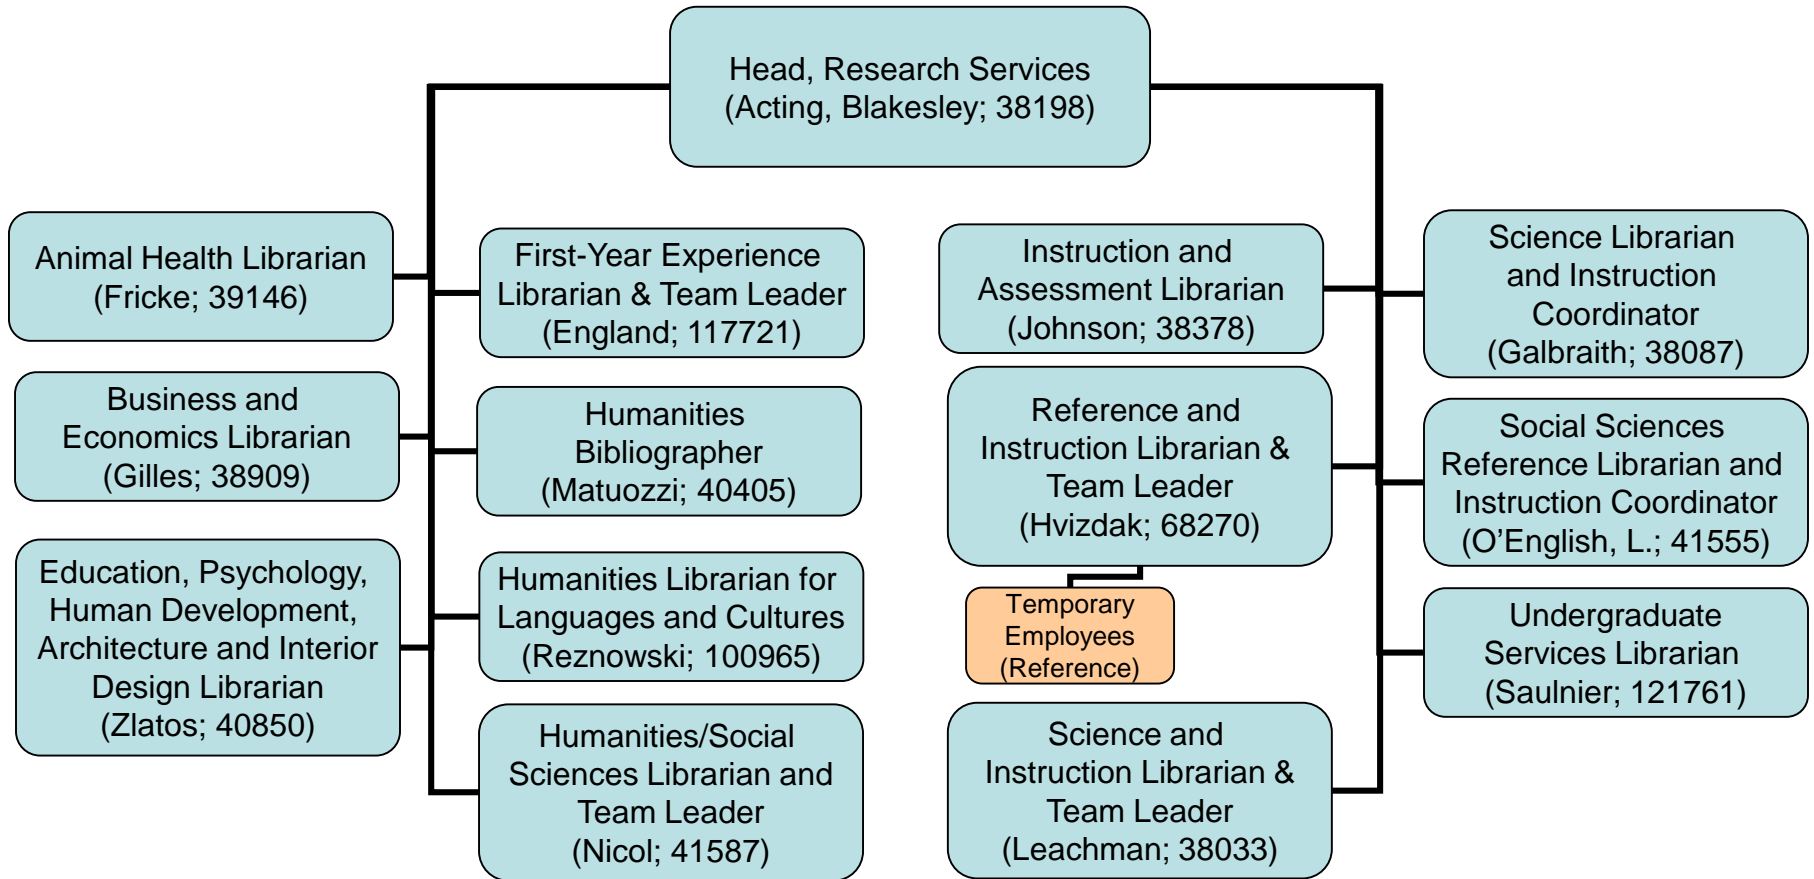 Head, Research Services
(Acting, Blakesley; 38198)
Animal Health Librarian
(Fricke; 39146)
Business and
Economics Librarian
(Gilles; 38909)
Education, Psychology,
Human Development,
Architecture and Interior
Design Librarian
(Zlatos; 40850)
First-Year Experience
Librarian & Team Leader
(England; 117721)
Humanities
Bibliographer
(Matuozzi; 40405)
Humanities Librarian for
Languages and Cultures
(Reznowski; 100965)
Humanities/Social
Sciences Librarian and
Team Leader
(Nicol; 41587)
Instruction and
Assessment Librarian
(Johnson; 38378)
Reference and
Instruction Librarian &
Team Leader
(Hvizdak; 68270)
Temporary
Employees
(Reference)
Science and
Instruction Librarian &
Team Leader
(Leachman; 38033)
Science Librarian
and Instruction
Coordinator
(Galbraith; 38087)
Social Sciences
Reference Librarian and
Instruction Coordinator
(O’English, L.; 41555)
Undergraduate
Services Librarian
(Saulnier; 121761)